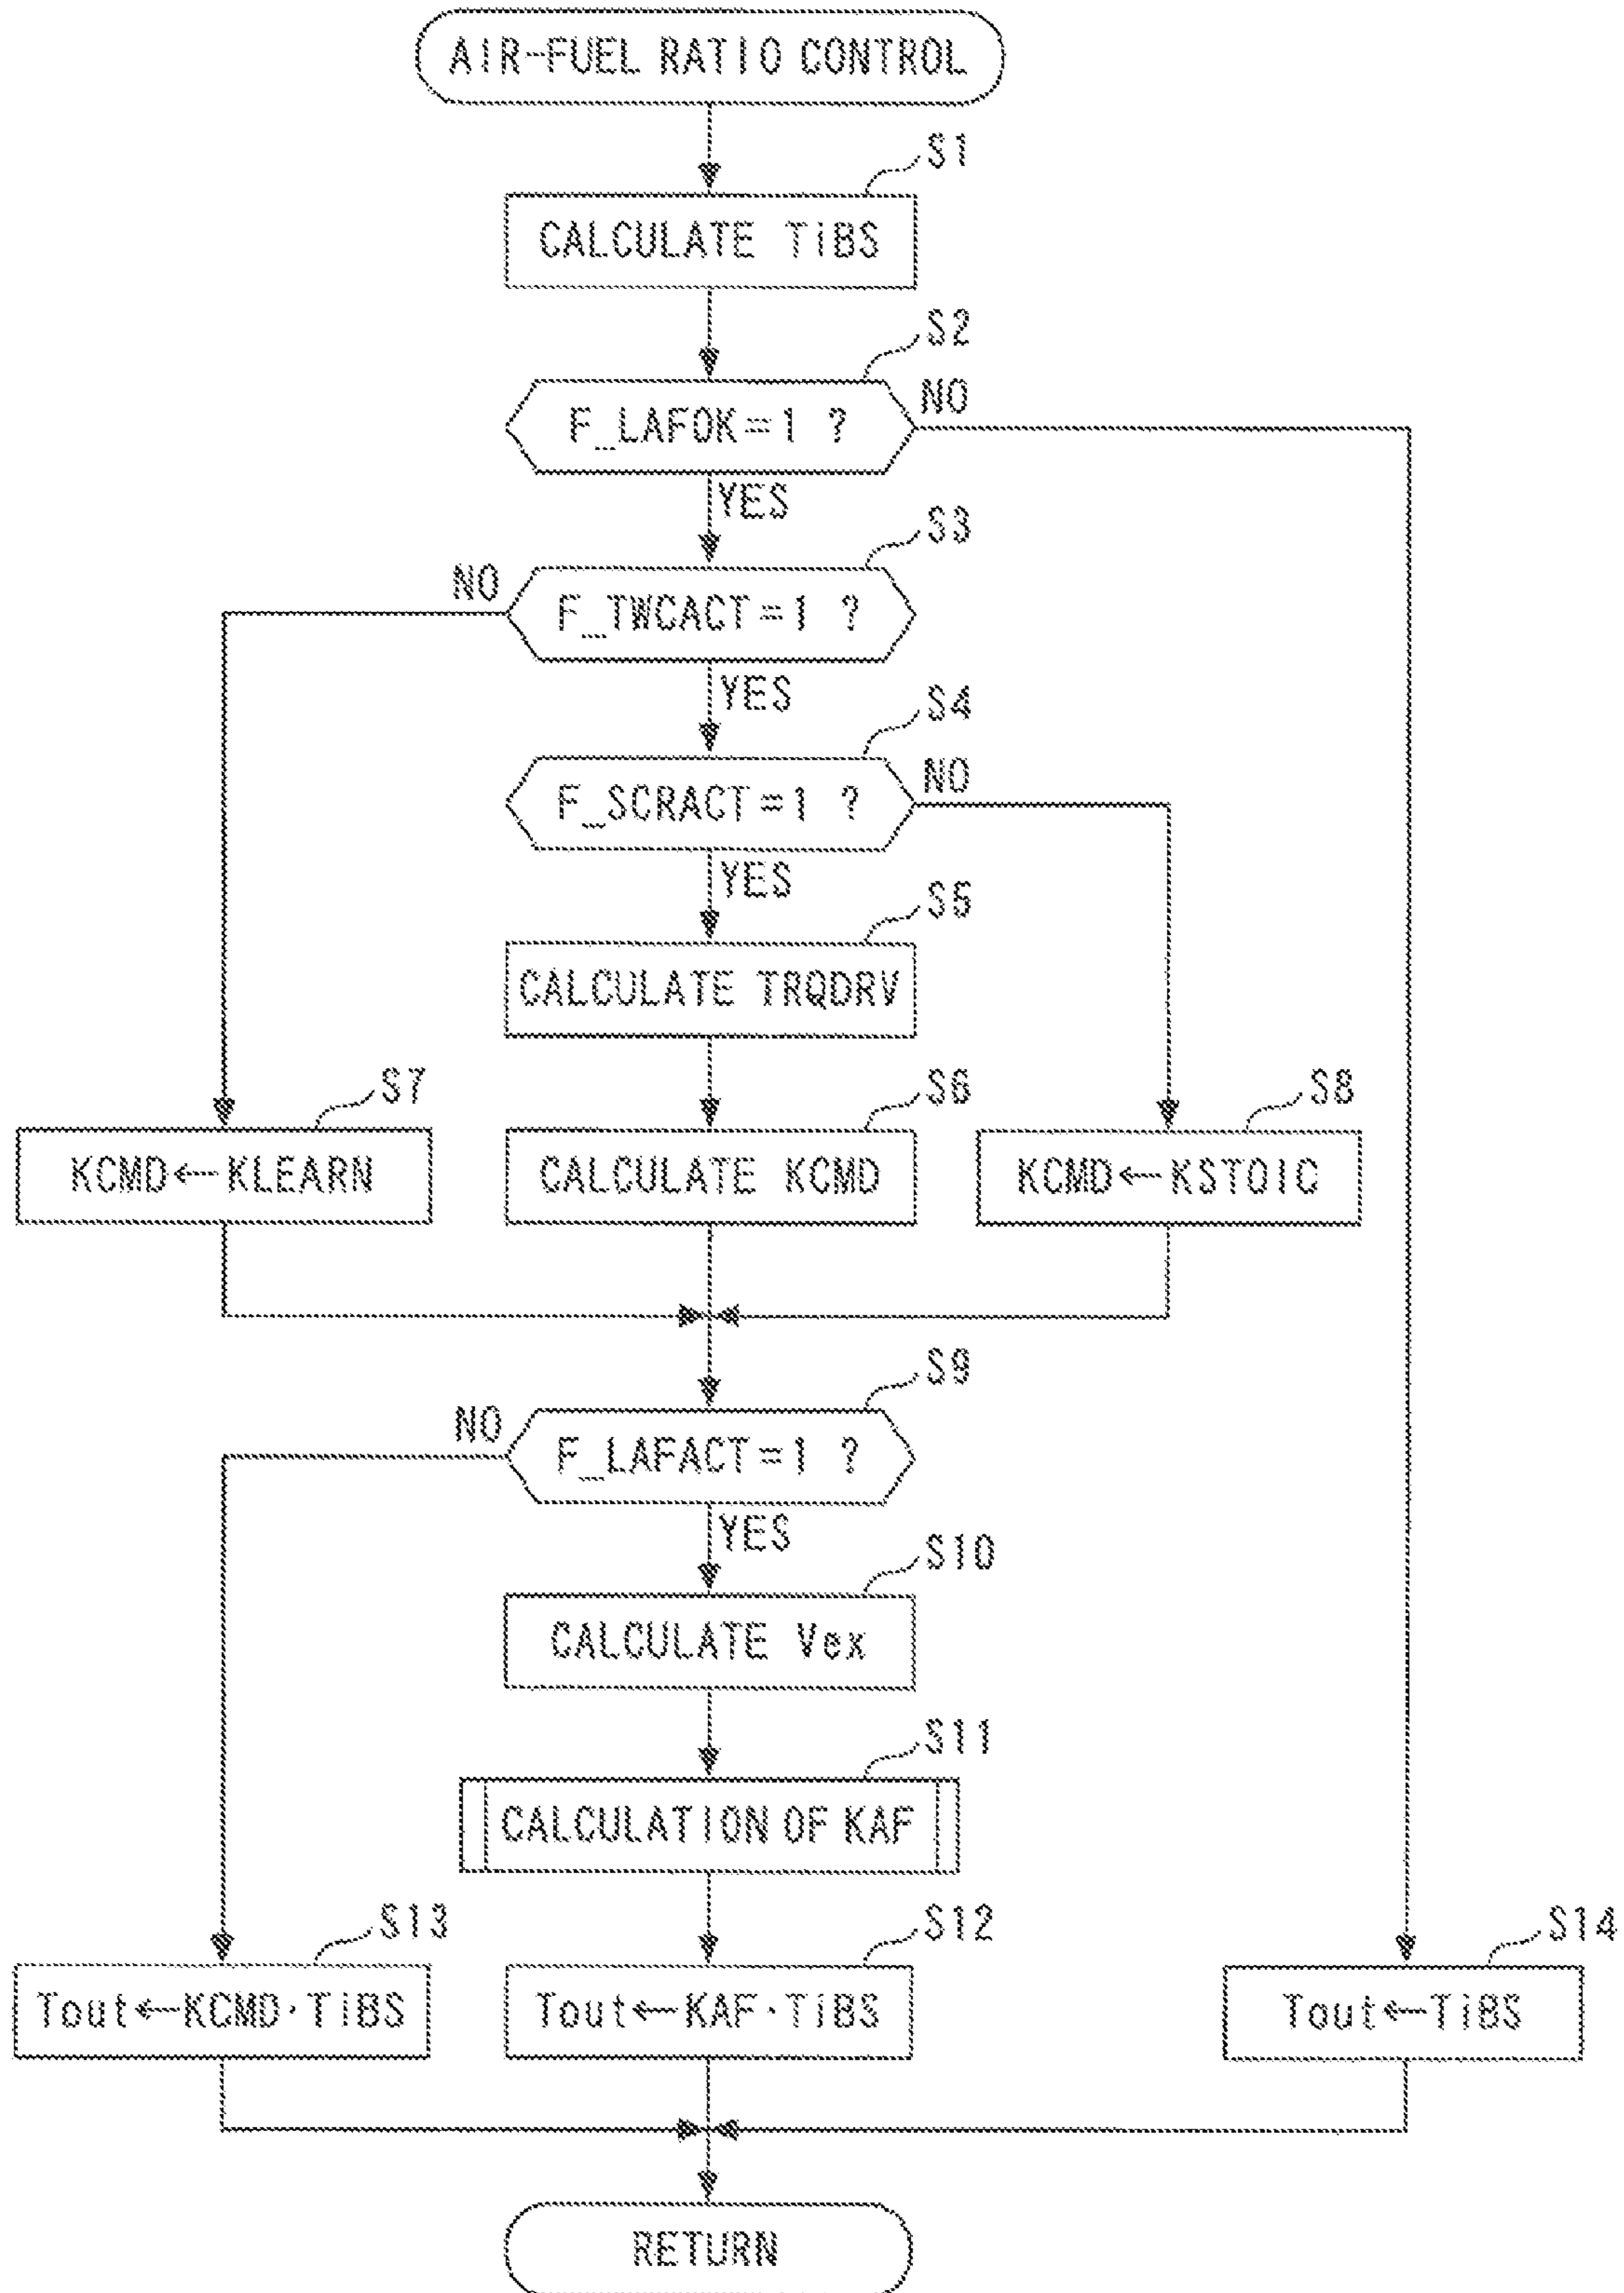 AIR-FUEL RATIO CONTROL
S1
CALCULATE TiBS
S2
F_LAFOK=1 ?
NO
YES
S3
NO
F_TWCACT=1 ?
YES
S4
F_SCRACT=1 ?
NO
YES
S5
CALCULATE TRQDRV
S7
S6
S8
KCMD←KLEARN
CALCULATE KCMD
KCMD←KSTOIC
S9
NO
F_LAFACT=1 ?
YES
S10
CALCULATE Vex
S11
CALCULATION OF KAF
S13
S12
S14
Tout←KCMD·TiBS
Tout←KAF·TiBS
Tout←TiBS
RETURN